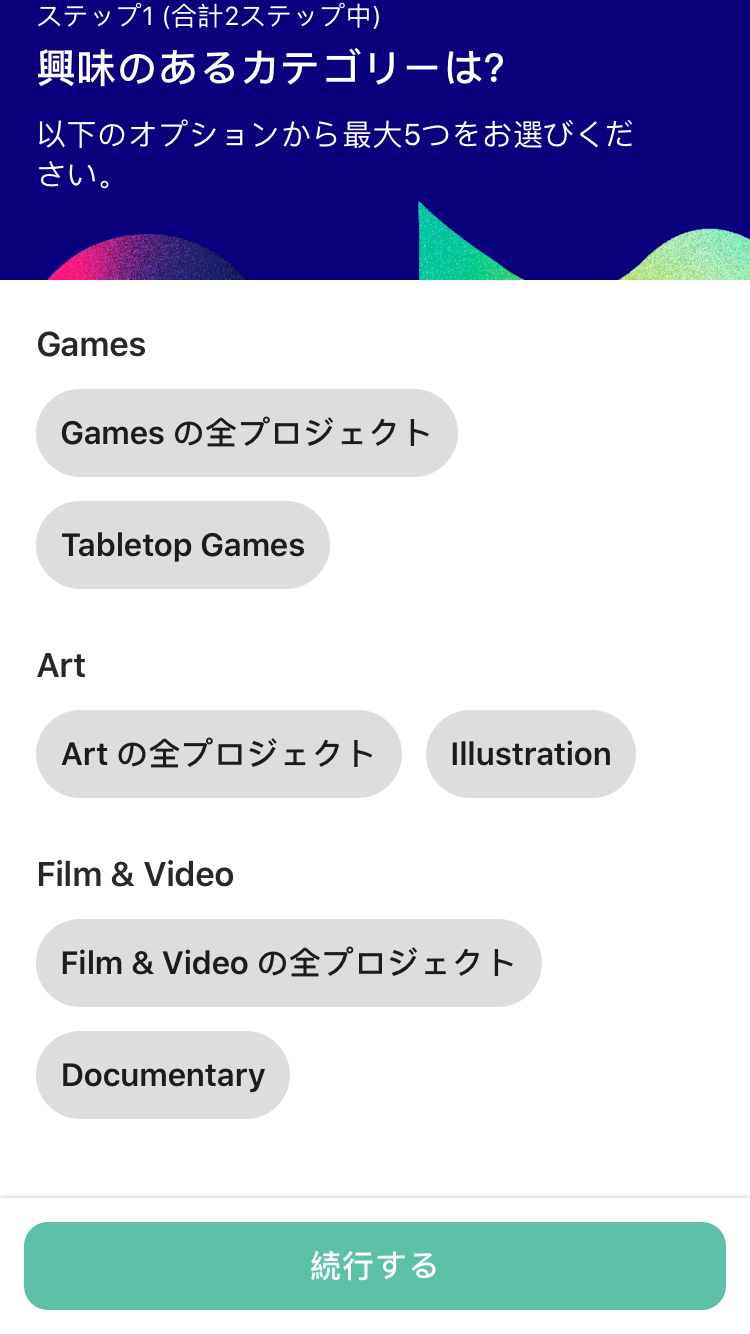 ステップ1 (合計2ステップ中)
興味のあるカテゴリーは?
以下のオプションから最大5つをお選びくだ
さい。
Games
Games の全プロジェクト
Tabletop Games
Art
Art の全プロジェクト
Illustration
Film & Video
Film & Video の全プロジェクト
Documentary
続行する